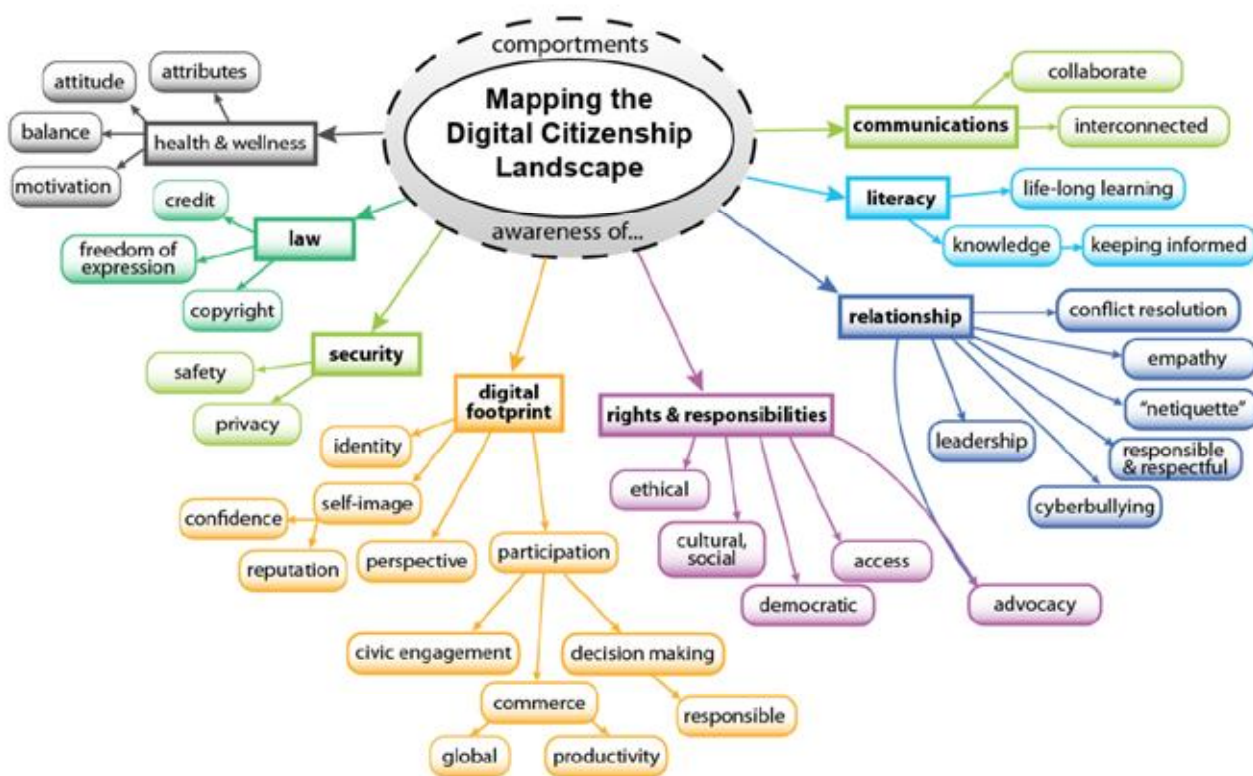 comportments
Mapping the
Digital Citizenship
Landscape
awareness of...
health & wellness
attributes
attitude
balance
motivation
law
credit
freedom of
expression
copyright
security
safety
privacy
digital
footprint
identity
self-image
confidence
reputation
perspective
participation
civic engagement
commerce
global
productivity
decision making
responsible
rights & responsibilities
ethical
cultural,
social
democratic
access
advocacy
relationship
conflict resolution
empathy
"netiquette"
responsible
& respectful
cyberbullying
leadership
literacy
life-long learning
knowledge
keeping informed
communications
collaborate
interconnected